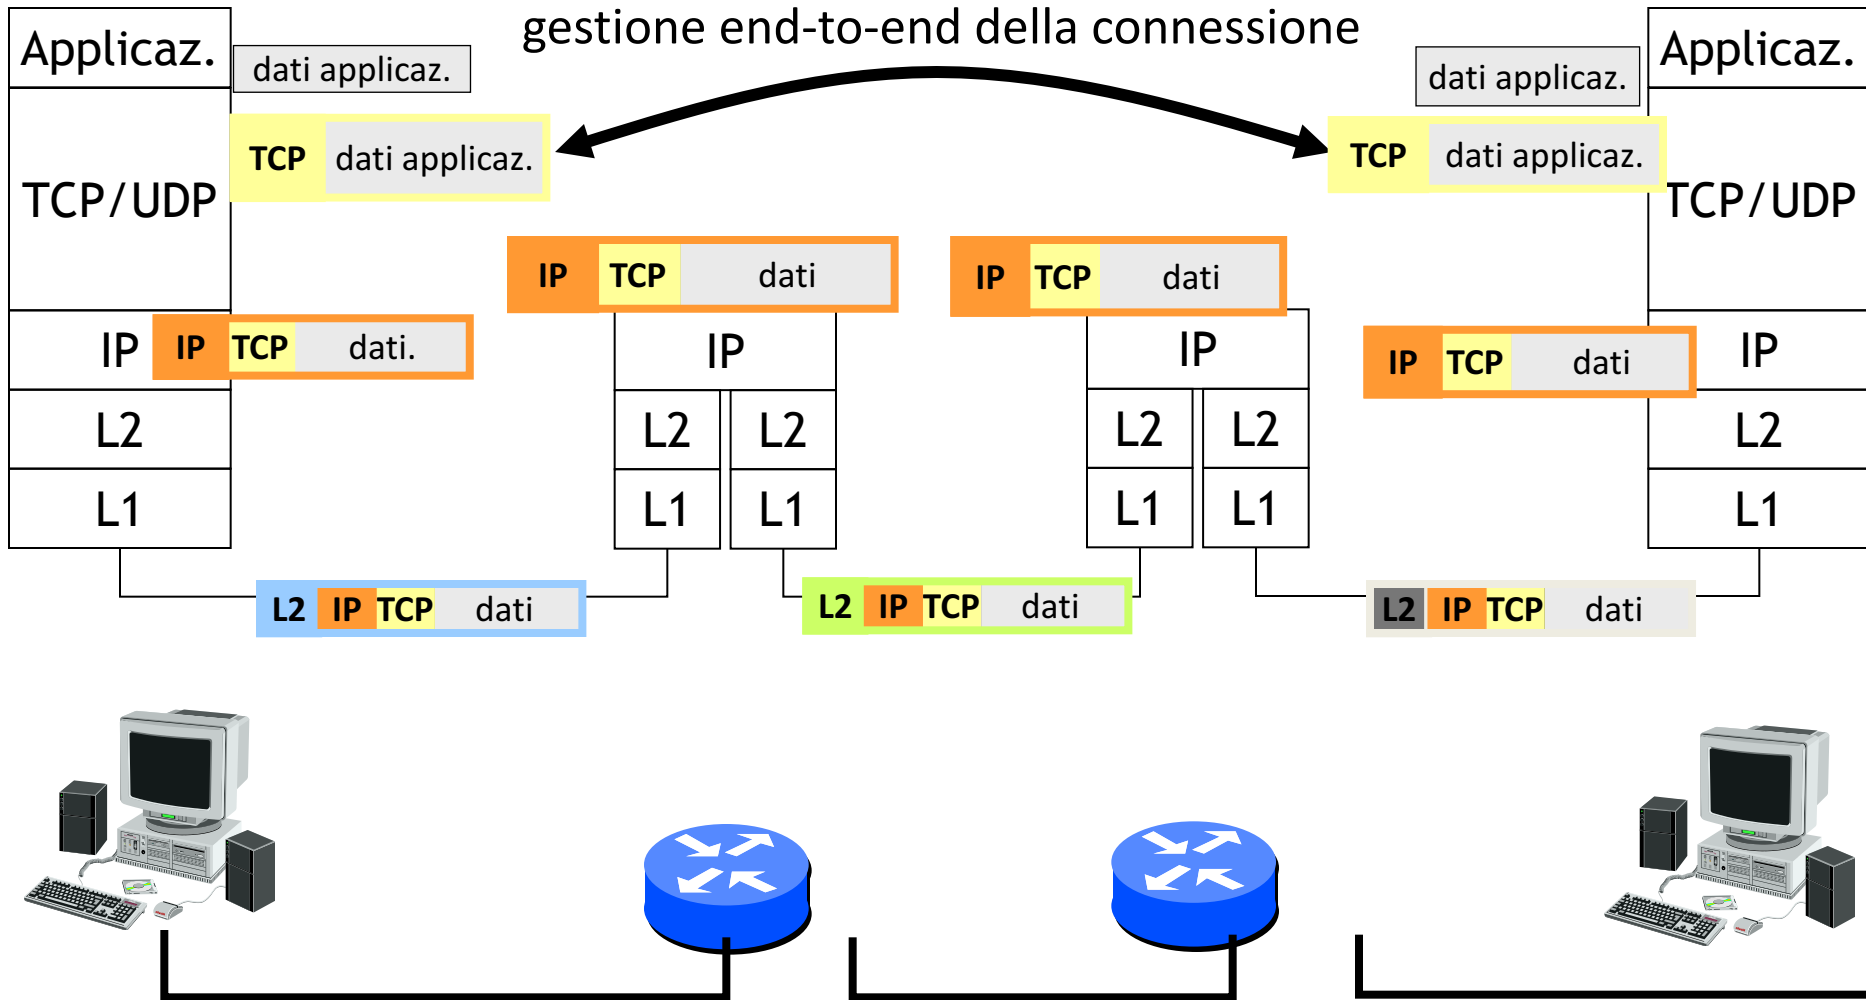 gestione end-to-end della connessione
Applicaz.
dati applicaz.
dati applicaz.
Applicaz.
TCP dati applicaz.
TCP dati applicaz.
TCP/UDP
TCP/UDP
IP TCP dati
IP TCP dati
IP
IP TCP dati.
IP
IP
IP TCP dati
IP
L2
L2
L2
L2
L2
L2
L1
L1
L1
L1
L1
L1
L2 IP TCP dati
L2 IP TCP dati
L2 IP TCP dati